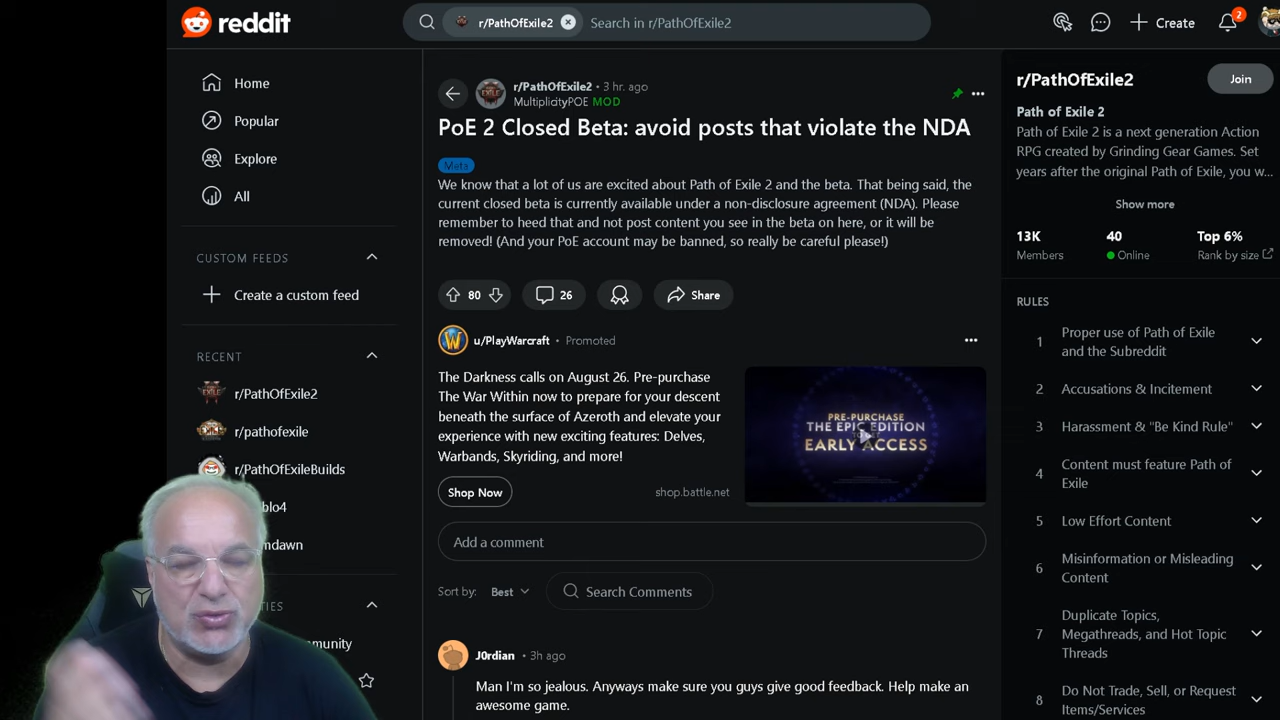 reddit
r/PathOfExile2
Search in r/PathOfExile2
Create
2
Home
Popular
Explore
All
CUSTOM FEEDS
Create a custom feed
RECENT
r/PathOfExile2
r/pathofexile
r/PathOfExileBuilds
blo4
mdawn
TIES
mmunity
r/PathOfExile2 • 3 hr. ago
MultiplicityPOE MOD
PoE 2 Closed Beta: avoid posts that violate the NDA
Meta
We know that a lot of us are excited about Path of Exile 2 and the beta. That being said, the
current closed beta is currently available under a non-disclosure agreement (NDA). Please
remember to heed that and not post content you see in the beta on here, or it will be
removed! (And your PoE account may be banned, so really be careful please!)
80
26
Share
u/PlayWarcraft • Promoted
The Darkness calls on August 26. Pre-purchase
The War Within now to prepare for your descent
beneath the surface of Azeroth and elevate your
experience with new exciting features: Delves,
Warbands, Skyriding, and more!
Shop Now
shop.battle.net
PRE-PURCHASE
THE EPIC EDITION
EARLY ACCESS
Add a comment
Sort by: Best
Search Comments
J0rdian • 3h ago
Man I'm so jealous. Anyways make sure you guys give good feedback. Help make an
awesome game.
r/PathOfExile2
Join
Path of Exile 2
Path of Exile 2 is a next generation Action
RPG created by Grinding Gear Games. Set
years after the original Path of Exile, you w...
Show more
13K 40 Top 6%
Members Online Rank by size
RULES
1 Proper use of Path of Exile
and the Subreddit
2 Accusations & Incitement
3 Harassment & "Be Kind Rule"
4 Content must feature Path of
Exile
5 Low Effort Content
6 Misinformation or Misleading
Content
7 Duplicate Topics,
Megathreads, and Hot Topic
Threads
8 Do Not Trade, Sell, or Request
Items/Services